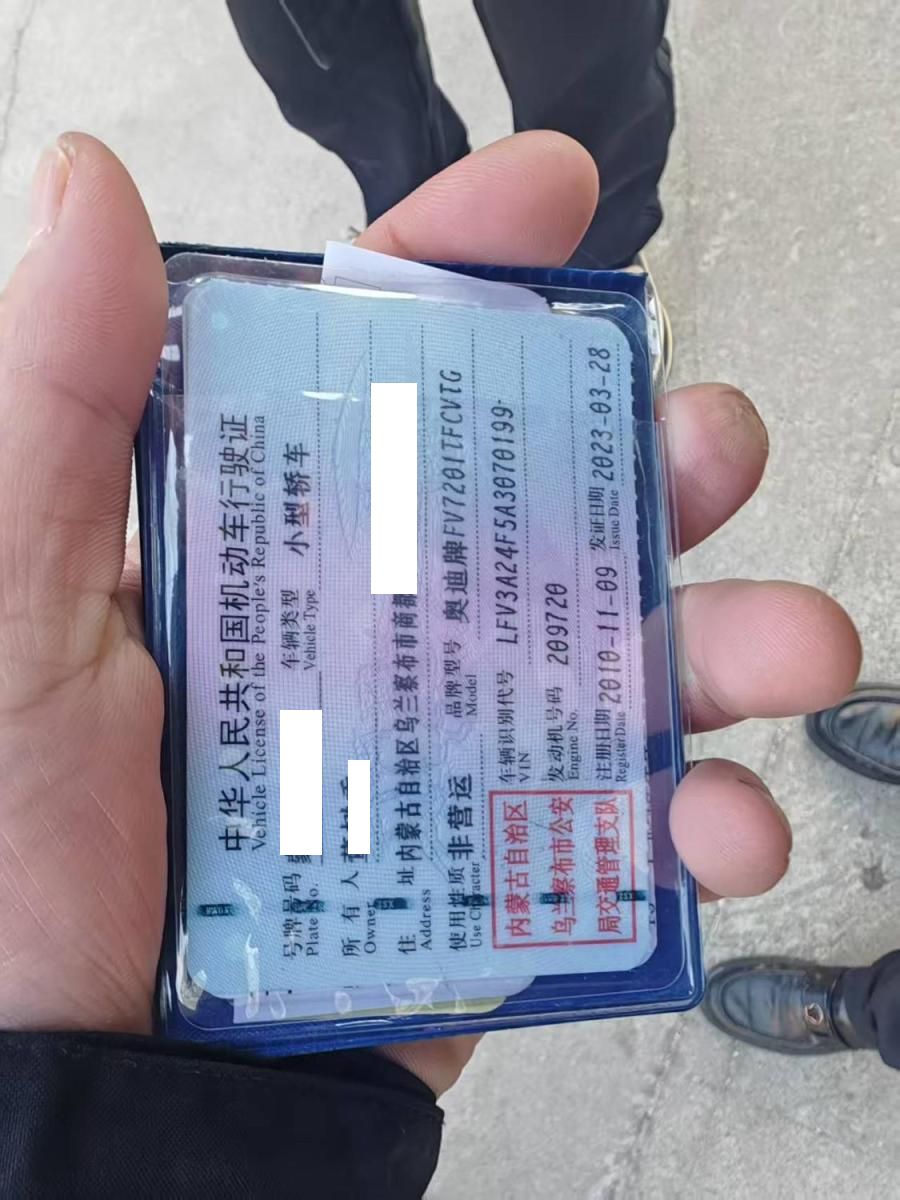 中华人民共和国机动车行驶证
Vehicle License of the People's Republic of China
号牌号码
Plate No.
车辆类型 小型轿车
Vehicle Type
所有人
Owner
住址 内蒙古自治区乌兰察布市商都
Address
使用性质 非营运
Use Character
品牌型号 奥迪牌FV7201TFCVTG
Model
车辆识别代号 LFV3A24F5A3070199
VIN
发动机号码 209720
Engine No.
注册日期 2010-11-09
Register Date
发证日期 2023-03-28
Issue Date
内蒙古自治区
乌兰察布市公安
局交通管理支队